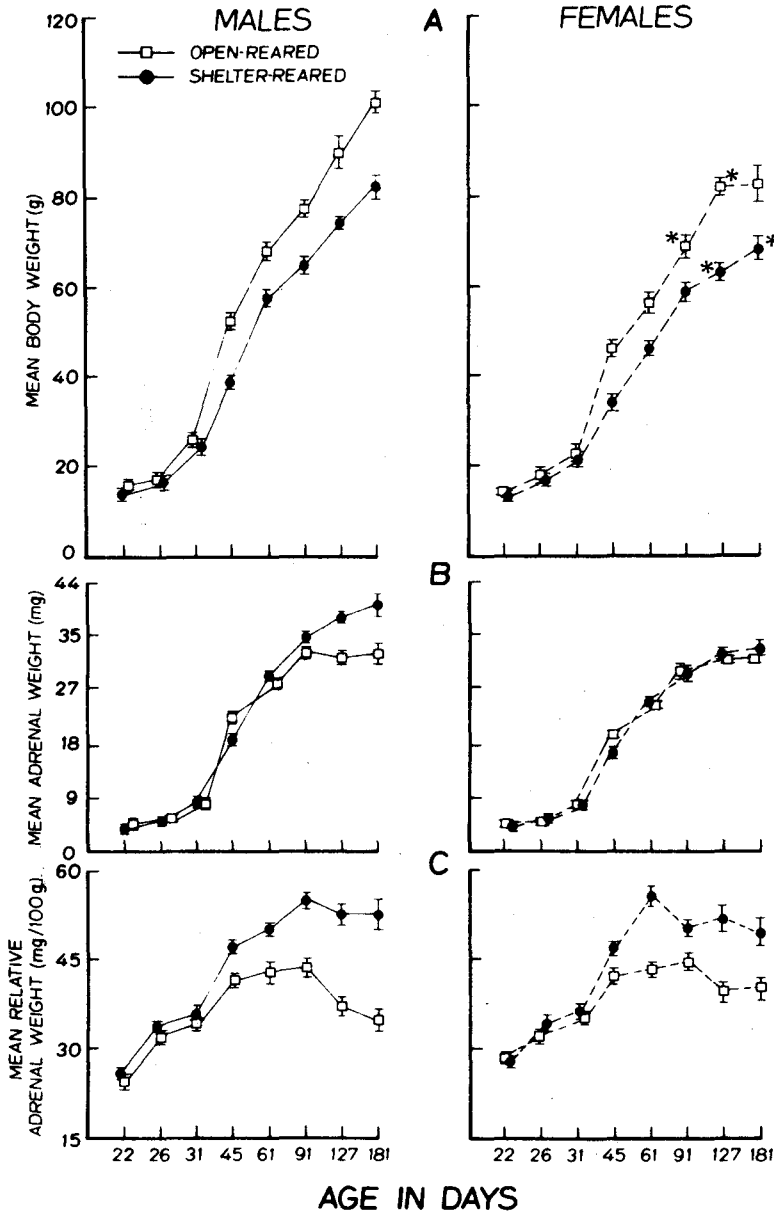 MALES A FEMALES
OPEN-REARED
SHELTER-REARED
MEAN BODY WEIGHT (g)
120
100
80
60
40
20
0
*
*
*
*
B
MEAN ADRENAL WEIGHT (mg)
44
35
27
18
9
0
C
MEAN RELATIVE
ADRENAL WEIGHT (mg/100g).
60
45
30
15
22 26 31 45 61 91 127 181 22 26 31 45 61 91 127 181
AGE IN DAYS